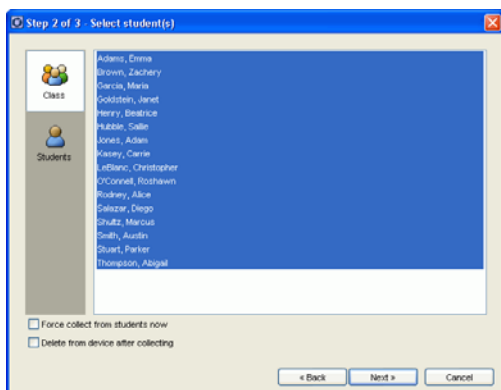 Step 2 of 3 - Select student(s)
Class
Students
Adams, Emma
Brown, Zachery
Garcia, Maria
Goldstein, Janet
Henry, Beatrice
Hubble, Sallie
Jones, Adam
Kasey, Carrie
LeBlanc, Christopher
O'Connell, Roshawn
Rodney, Alice
Salazar, Diego
Shultz, Marcus
Smith, Austin
Stuart, Parker
Thompson, Abigail
Force collect from students now
Delete from device after collecting
< Back
Next >
Cancel